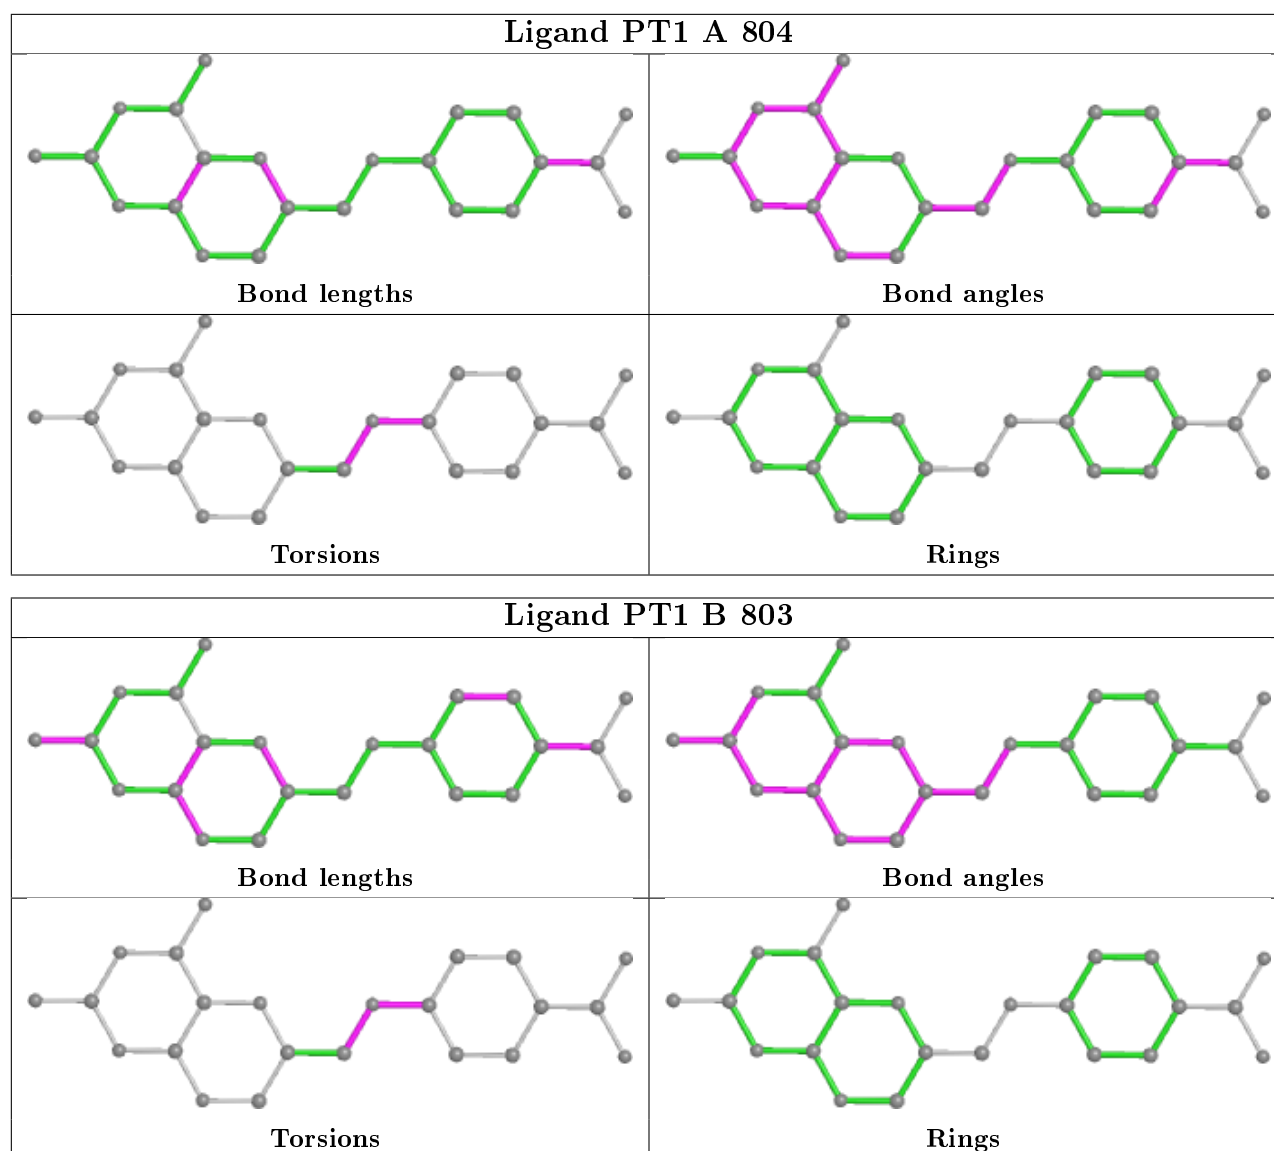 Ligand PT1 A 804
Bond lengths
Bond angles
Torsions
Rings
Ligand PT1 B 803
Bond lengths
Bond angles
Torsions
Rings